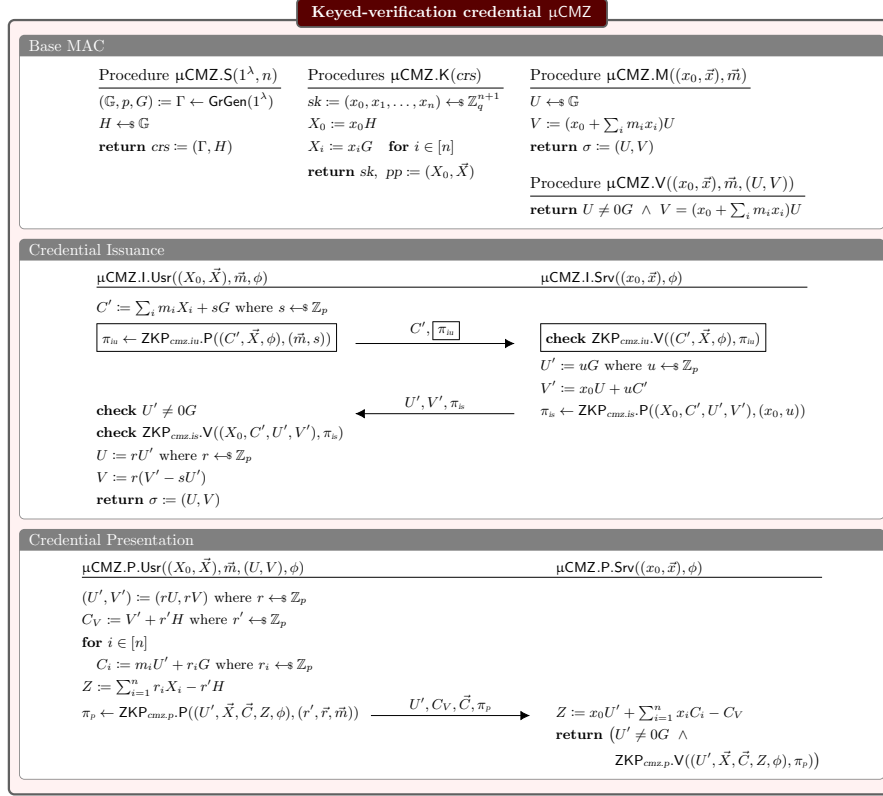 Keyed-verification credential μCMZ
Base MAC
Procedure μCMZ.S(1^λ, n)
(𝔾, p, G) := Γ ← GrGen(1^λ)
H ←$ 𝔾
return crs := (Γ, H)
Procedures μCMZ.K(crs)
sk := (x_0, x_1, . . . , x_n) ←$ ℤ_q^{n+1}
X_0 := x_0H
X_i := x_iG for i ∈ [n]
return sk, pp := (X_0, X⃗)
Procedure μCMZ.M((x_0, x⃗), m⃗)
U ←$ 𝔾
V := (x_0 + ∑_i m_ix_i)U
return σ := (U, V)
Procedure μCMZ.V((x_0, x⃗), m⃗, (U, V))
return U ≠ 0G ∧ V = (x_0 + ∑_i m_ix_i)U
Credential Issuance
μCMZ.I.Usr((X_0, X⃗), m⃗, ϕ)
μCMZ.I.Srv((x_0, x⃗), ϕ)
C′ := ∑_i m_iX_i + sG where s ←$ ℤ_p
π_iu ← ZKP_cmz.iu.P((C′, X⃗, ϕ), (m⃗, s))
C′, π_iu
check ZKP_cmz.iu.V((C′, X⃗, ϕ), π_iu)
U′ := uG where u ←$ ℤ_p
V′ := x_0U + uC′
check U′ ≠ 0G
U′, V′, π_is
π_is ← ZKP_cmz.is.P((X_0, C′, U′, V′), (x_0, u))
check ZKP_cmz.is.V((X_0, C′, U′, V′), π_is)
U := rU′ where r ←$ ℤ_p
V := r(V′ − sU′)
return σ := (U, V)
Credential Presentation
μCMZ.P.Usr((X_0, X⃗), m⃗, (U, V), ϕ)
μCMZ.P.Srv((x_0, x⃗), ϕ)
(U′, V′) := (rU, rV) where r ←$ ℤ_p
C_V := V′ + r′H where r′ ←$ ℤ_p
for i ∈ [n]
C_i := m_iU′ + r_iG where r_i ←$ ℤ_p
Z := ∑_{i=1}^n r_iX_i − r′H
π_p ← ZKP_cmz.p.P((U′, X⃗, C⃗, Z, ϕ), (r′, r⃗, m⃗))
U′, C_V, C⃗, π_p
Z := x_0U′ + ∑_{i=1}^n x_iC_i − C_V
return (U′ ≠ 0G ∧
ZKP_cmz.p.V((U′, X⃗, C⃗, Z, ϕ), π_p))